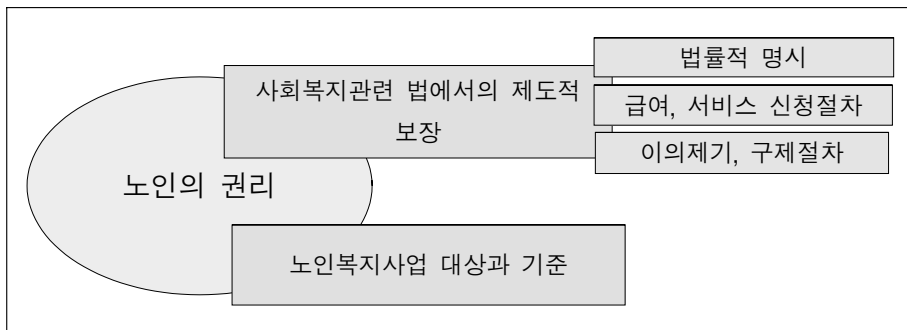 노인의 권리
사회복지관련 법에서의 제도적
보장
법률적 명시
급여, 서비스 신청절차
이의제기, 구제절차
노인복지사업 대상과 기준